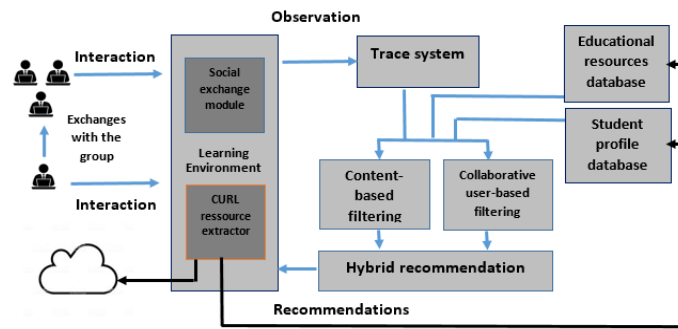 Observation
Interaction
Exchanges
with the
group
Interaction
Social
exchange
module
Learning
Environment
CURL
ressource
extractor
Trace system
Educational
resources
database
Student
profile
database
Content-
based
filtering
Collaborative
user-based
filtering
Hybrid recommendation
Recommendations